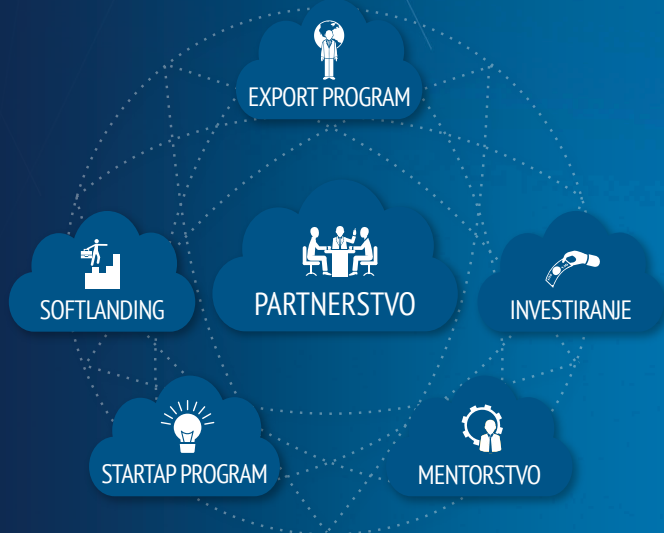 EXPORT PROGRAM
SOFTLANDING
PARTNERSTVO
INVESTIRANJE
STARTAP PROGRAM
MENTORSTVO